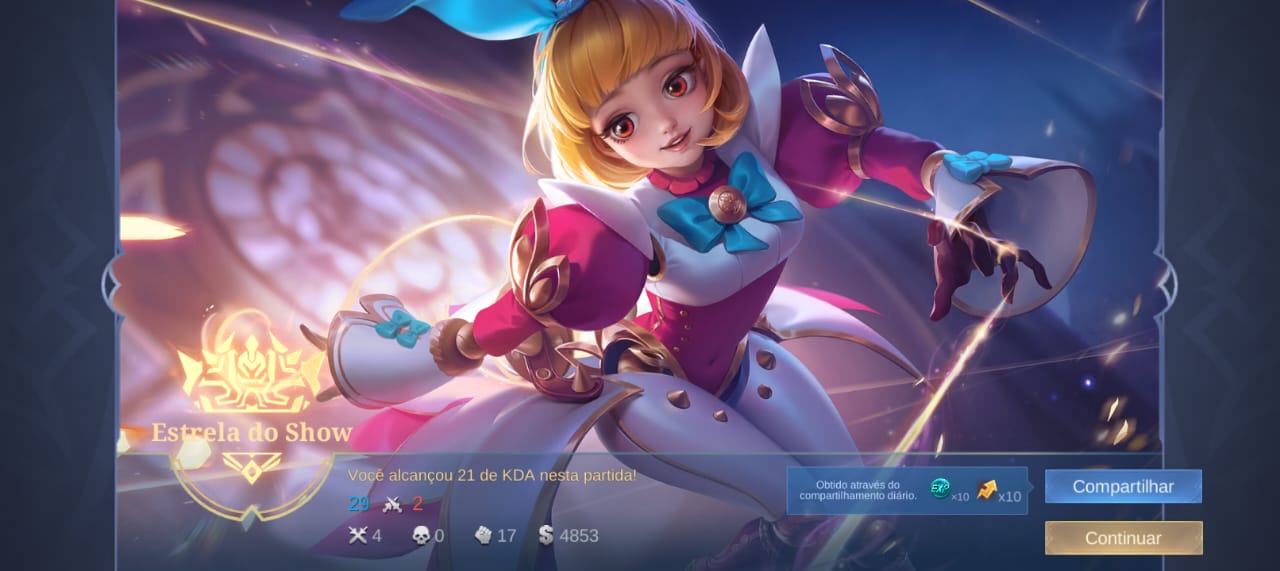 Estrela do Show
Você alcançou 21 de KDA nesta partida!
29 2
4 0 17 $ 4853
Obtido através do
compartilhamento diário.
EXP x10 x10
Compartilhar
Continuar